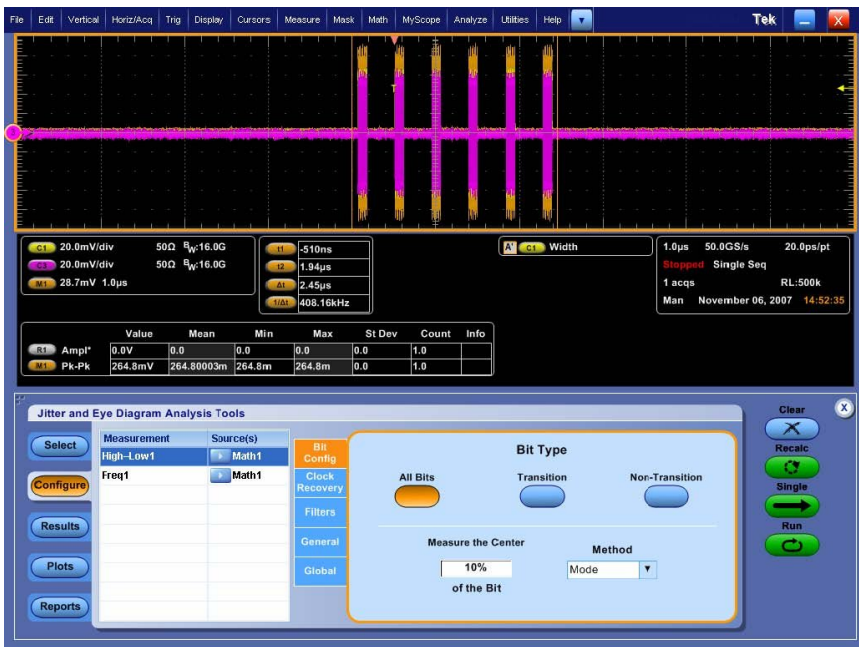 File Edit Vertical Horiz/Acq Trig Display Cursors Measure Mask Math MyScope Analyze Utilities Help Tek X
T
C1 20.0mV/div 50Ω BW:16.0G
C3 20.0mV/div 50Ω BW:16.0G
M1 28.7mV 1.0µs
t1 -510ns
t2 1.94µs
Δt 2.45µs
1/Δt 408.16kHz
A' C1 Width
1.0µs 50.0GS/s 20.0ps/pt
Stopped Single Seq
1 acqs RL:500k
Man November 06, 2007 14:52:35
Value Mean Min Max St Dev Count Info
R1 Ampl* 0.0V 0.0 0.0 0.0 0.0 1.0
M1 Pk-Pk 264.8mV 264.80003m 264.8m 264.8m 0.0 1.0
Jitter and Eye Diagram Analysis Tools
Select
Configure
Results
Plots
Reports
Measurement Source(s)
High–Low1 Math1
Freq1 Math1
Bit Config
Clock Recovery
Filters
General
Global
Bit Type
All Bits Transition Non-Transition
Measure the Center
10%
of the Bit
Method
Mode
Clear X
Recalc
Single
Run